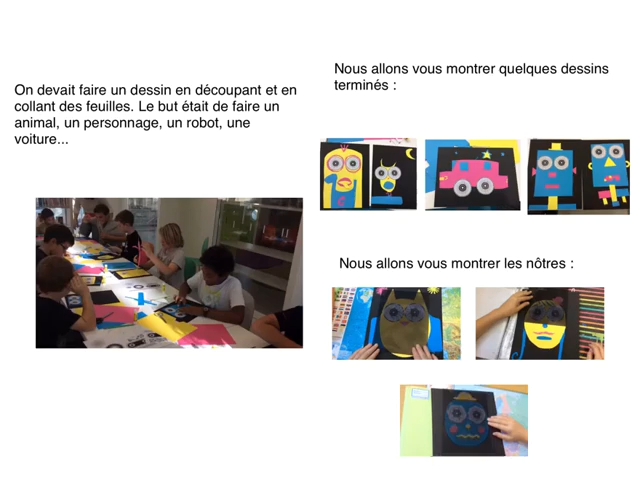 On devait faire un dessin en découpant et en
collant des feuilles. Le but était de faire un
animal, un personnage, un robot, une
voiture...
Nous allons vous montrer quelques dessins
terminés :
Nous allons vous montrer les nôtres :